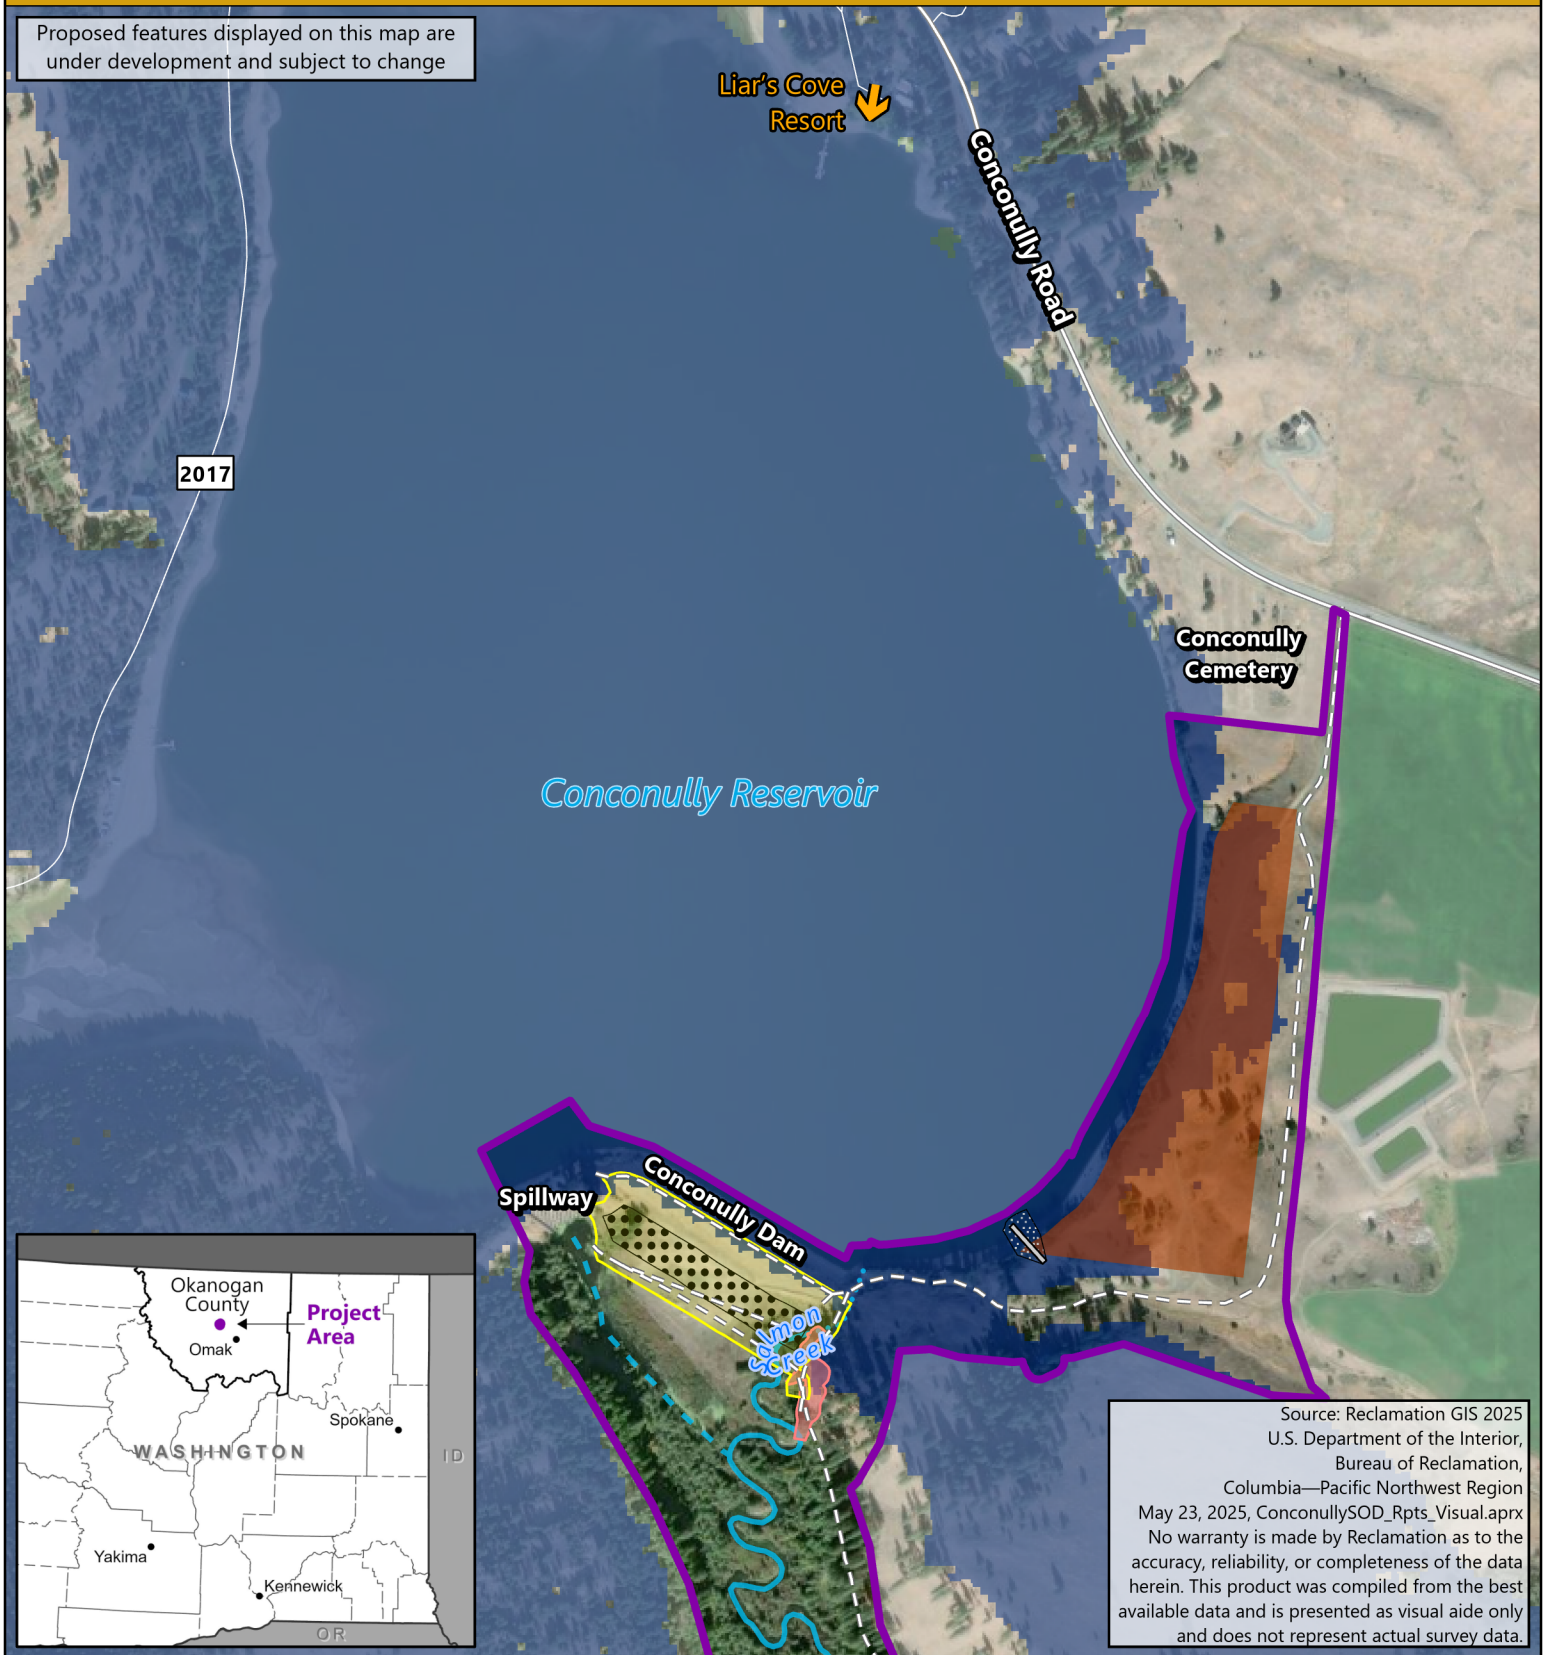 Proposed features displayed on this map are
under development and subject to change
Liar's Cove
Resort
Conconully Road
2017
Conconully
Cemetery
Conconully Reservoir
Spillway
Conconully Dam
Salmon
Creek
Okanogan
County
Project
Area
Omak
Spokane
WASHINGTON
ID
Yakima
Kennewick
OR
Source: Reclamation GIS 2025
U.S. Department of the Interior,
Bureau of Reclamation,
Columbia—Pacific Northwest Region
May 23, 2025, ConconullySOD_Rpts_Visual.aprx
No warranty is made by Reclamation as to the
accuracy, reliability, or completeness of the data
herein. This product was compiled from the best
available data and is presented as visual aide only
and does not represent actual survey data.